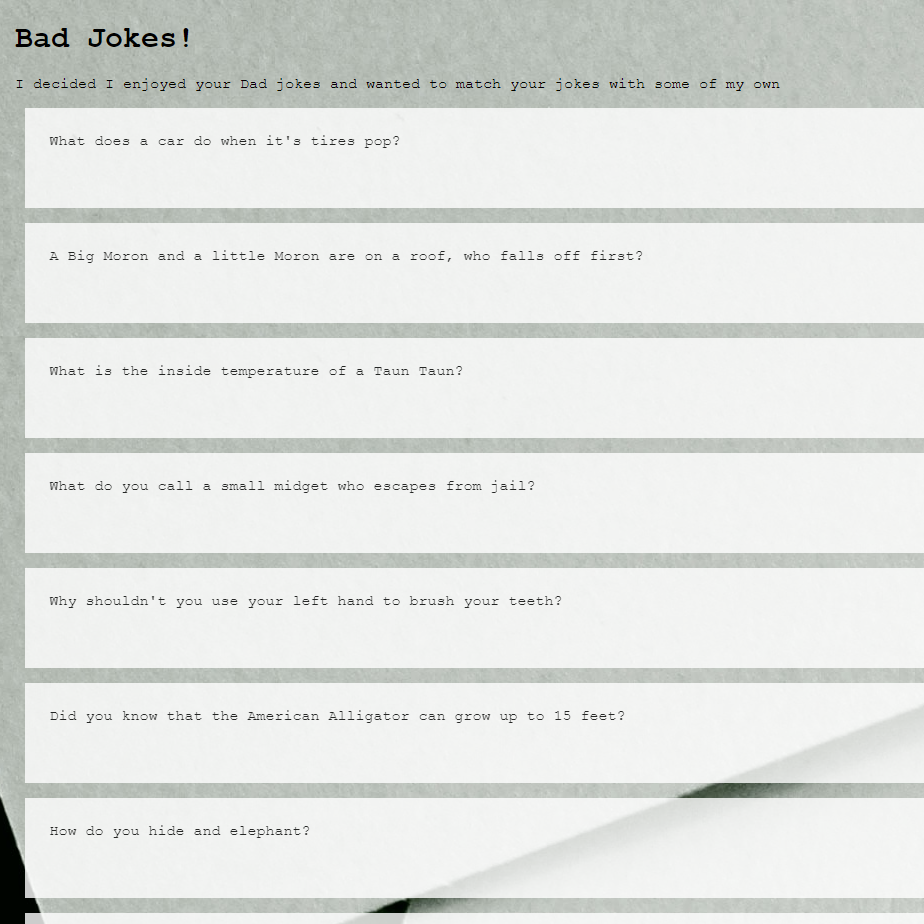 Bad Jokes!
I decided I enjoyed your Dad jokes and wanted to match your jokes with some of my own
What does a car do when it's tires pop?
A Big Moron and a little Moron are on a roof, who falls off first?
What is the inside temperature of a Taun Taun?
What do you call a small midget who escapes from jail?
Why shouldn't you use your left hand to brush your teeth?
Did you know that the American Alligator can grow up to 15 feet?
How do you hide and elephant?